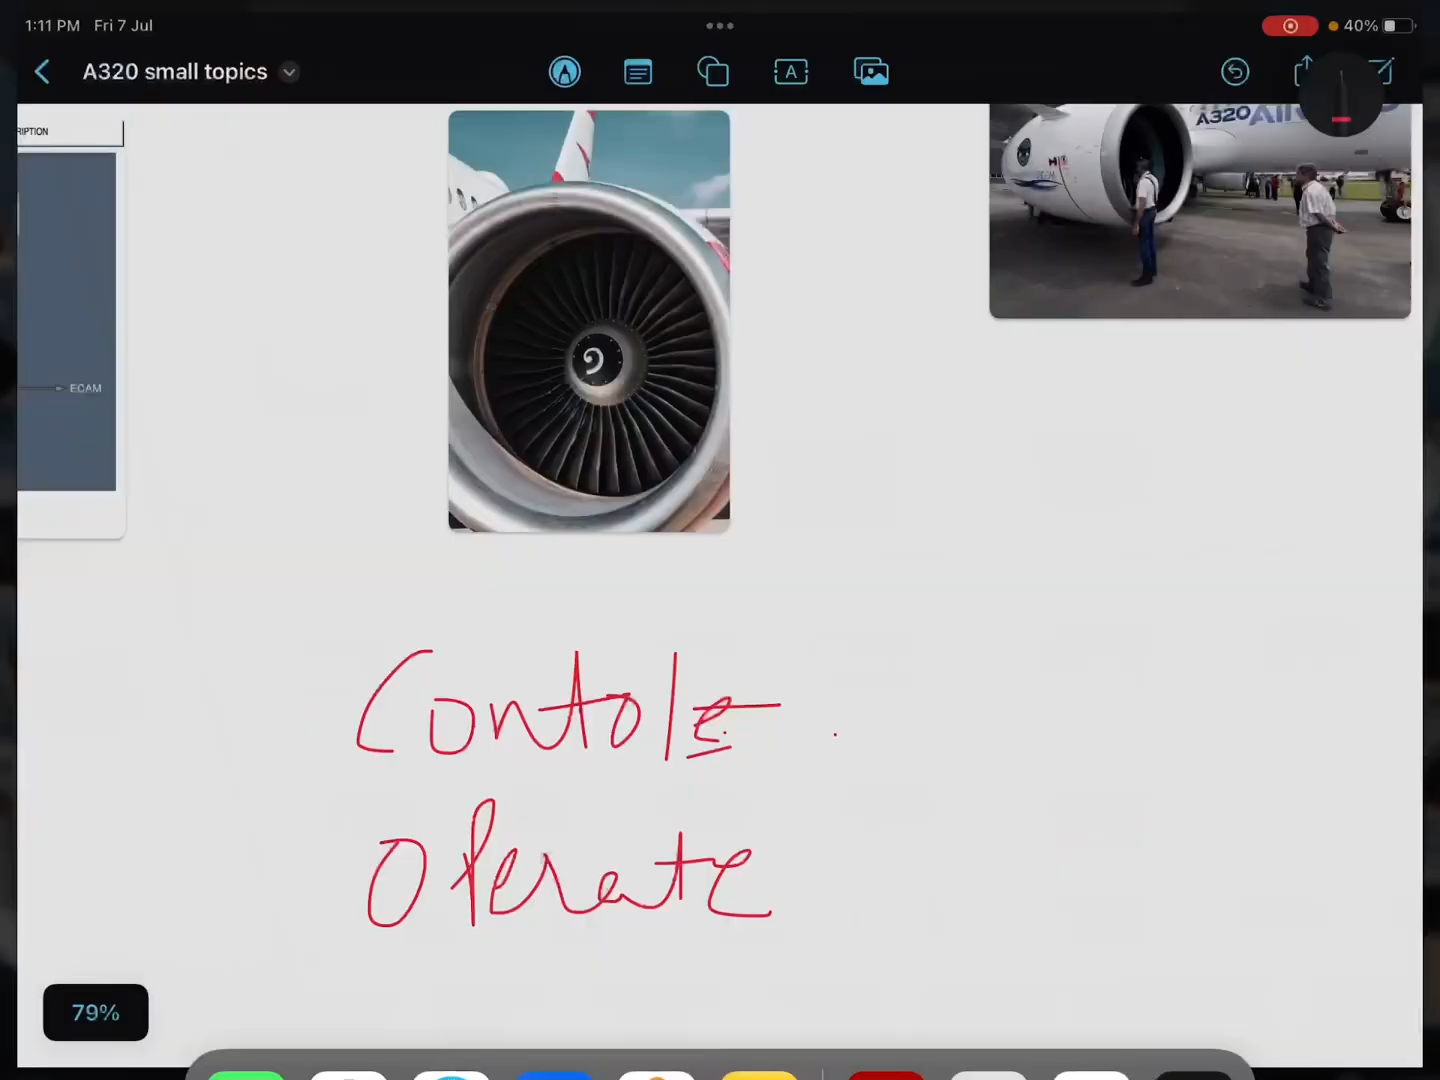 1:11 PM Fri 7 Jul
40%
A320 small topics
A
RIPTION
ECAM
A320
Contole
Operate
79%